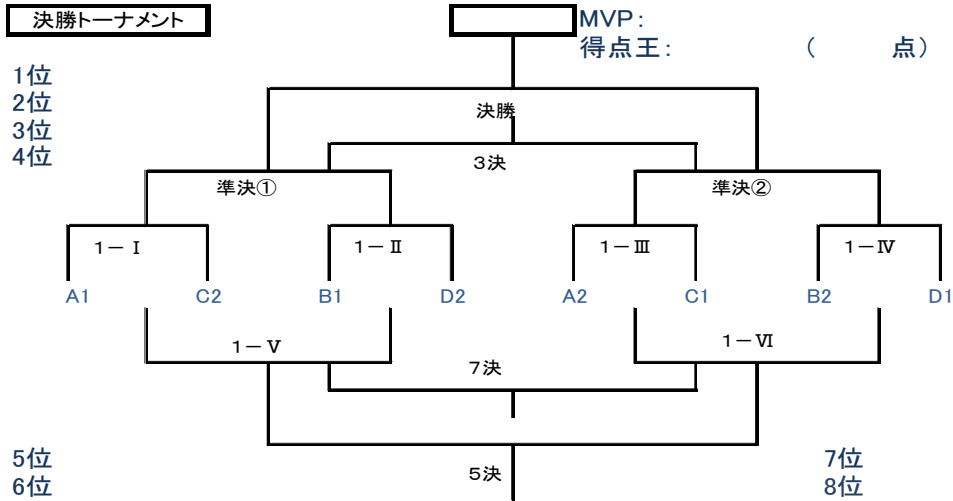 決勝トーナメント
MVP:
得点王: ( 点)
1位
2位
3位
4位
決勝
3決
準決①
準決②
1-Ⅰ
1-Ⅱ
1-Ⅲ
1-Ⅳ
A1 C2 B1 D2 A2 C1 B2 D1
1-Ⅴ
1-Ⅵ
7決
5決
5位
6位
7位
8位